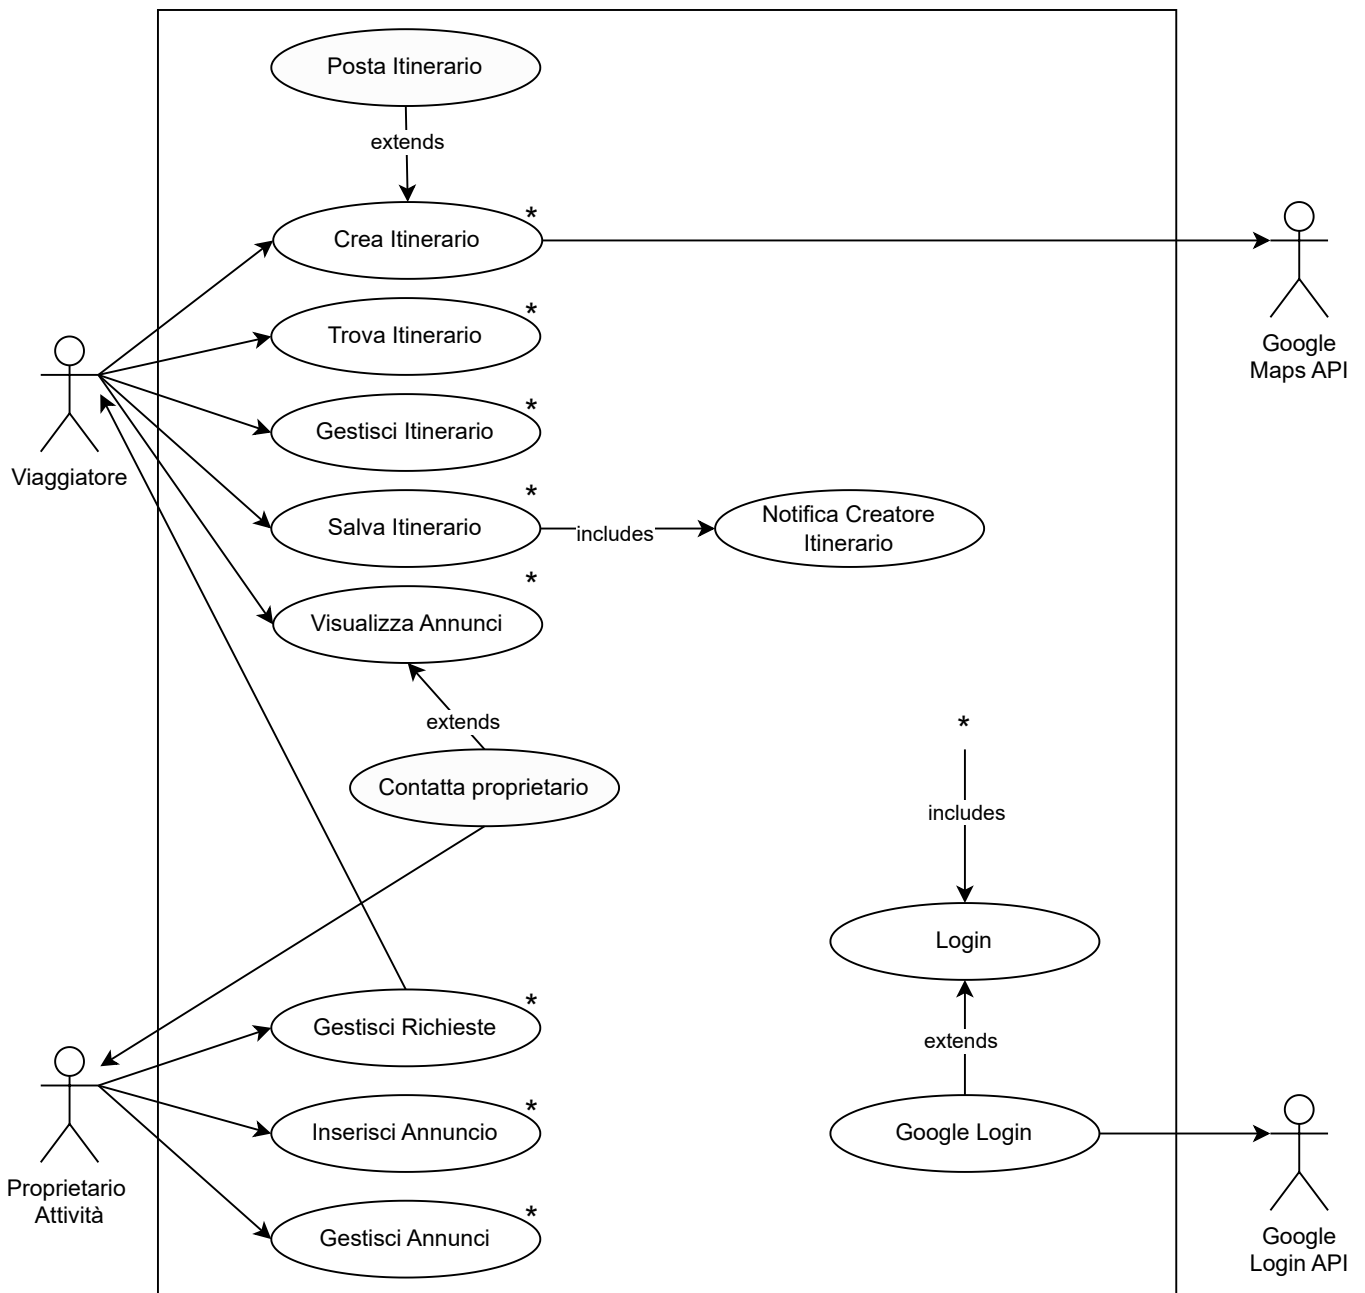 Posta Itinerario
extends
*
Crea Itinerario
Google
Maps API
*
Trova Itinerario
*
Gestisci Itinerario
Viaggiatore
*
Salva Itinerario
includes
Notifica Creatore
Itinerario
*
Visualizza Annunci
extends
*
Contatta proprietario
includes
Login
*
Gestisci Richieste
extends
*
Inserisci Annuncio
Google Login
Proprietario
Attività
*
Gestisci Annunci
Google
Login API